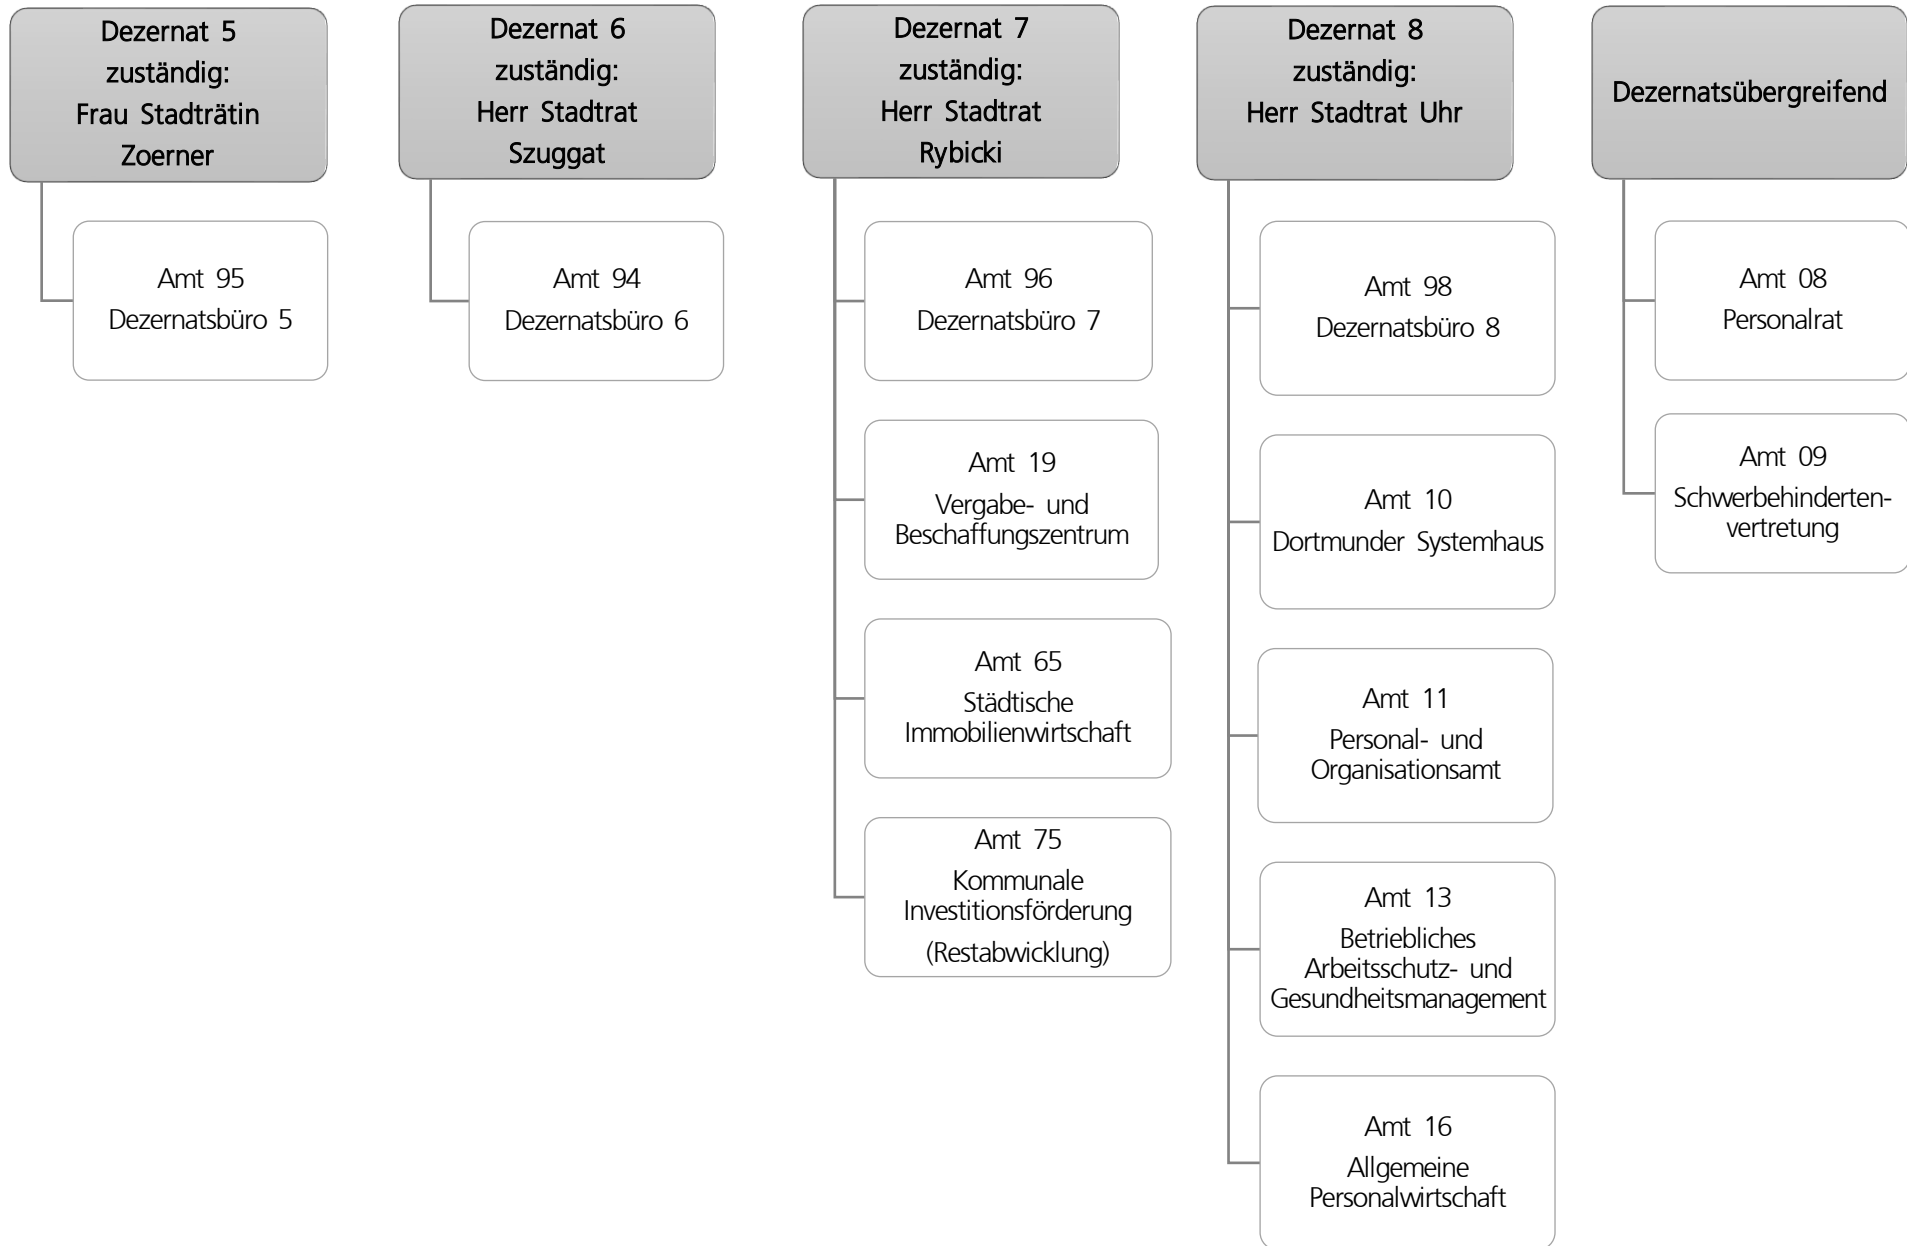 Dezernat 5
zuständig:
Frau Stadträtin
Zoerner
Amt 95
Dezernatsbüro 5
Dezernat 6
zuständig:
Herr Stadtrat
Szuggat
Amt 94
Dezernatsbüro 6
Dezernat 7
zuständig:
Herr Stadtrat
Rybicki
Amt 96
Dezernatsbüro 7
Amt 19
Vergabe- und
Beschaffungszentrum
Amt 65
Städtische
Immobilienwirtschaft
Amt 75
Kommunale
Investitionsförderung
(Restabwicklung)
Dezernat 8
zuständig:
Herr Stadtrat Uhr
Amt 98
Dezernatsbüro 8
Amt 10
Dortmunder Systemhaus
Amt 11
Personal- und
Organisationsamt
Amt 13
Betriebliches
Arbeitsschutz- und
Gesundheitsmanagement
Amt 16
Allgemeine
Personalwirtschaft
Dezernatsübergreifend
Amt 08
Personalrat
Amt 09
Schwerbehinderten-
vertretung